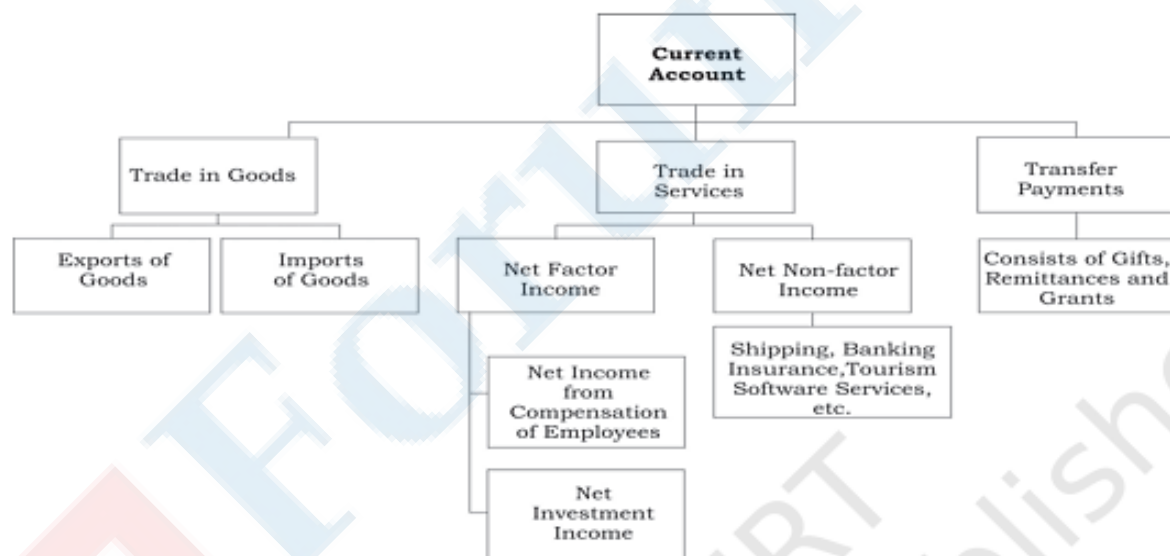 Current
Account
Trade in Goods
Trade in
Services
Transfer
Payments
Exports of
Goods
Imports
of Goods
Net Factor
Income
Net Non-factor
Income
Consists of Gifts,
Remittances and
Grants
Shipping, Banking
Insurance,Tourism
Software Services,
etc.
Net Income
from
Compensation
of Employees
Net
Investment
Income
Forum